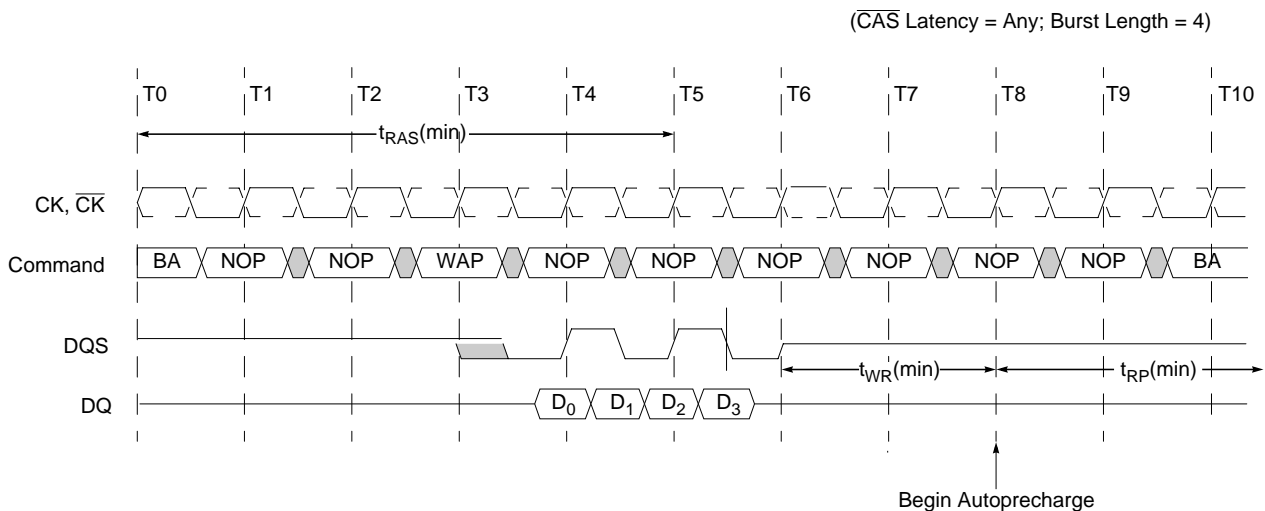 (C̅A̅S̅ Latency = Any; Burst Length = 4)
T0 T1 T2 T3 T4 T5 T6 T7 T8 T9 T10
tRAS(min)
CK, C̅K̅
Command BA NOP NOP WAP NOP NOP NOP NOP NOP NOP BA
DQS
tWR(min) tRP(min)
DQ D0 D1 D2 D3
Begin Autoprecharge